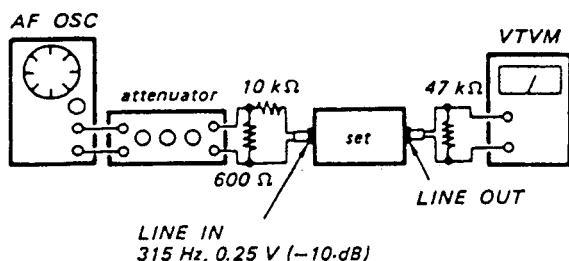 AF OSC
VTVM
attenuator
10 kΩ
47 kΩ
set
600 Ω
LINE OUT
LINE IN
315 Hz, 0.25 V (−10 dB)